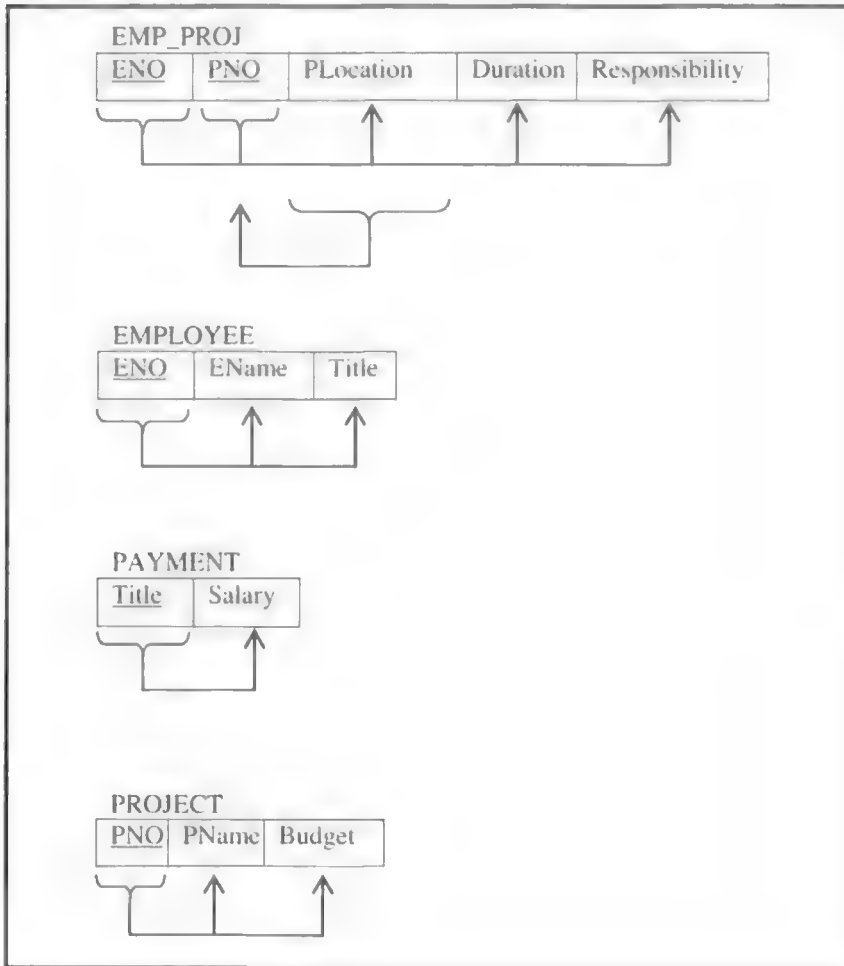 EMP_PROJ
ENO PNO PLocation Duration Responsibility
EMPLOYEE
ENO EName Title
PAYMENT
Title Salary
PROJECT
PNO PName Budget